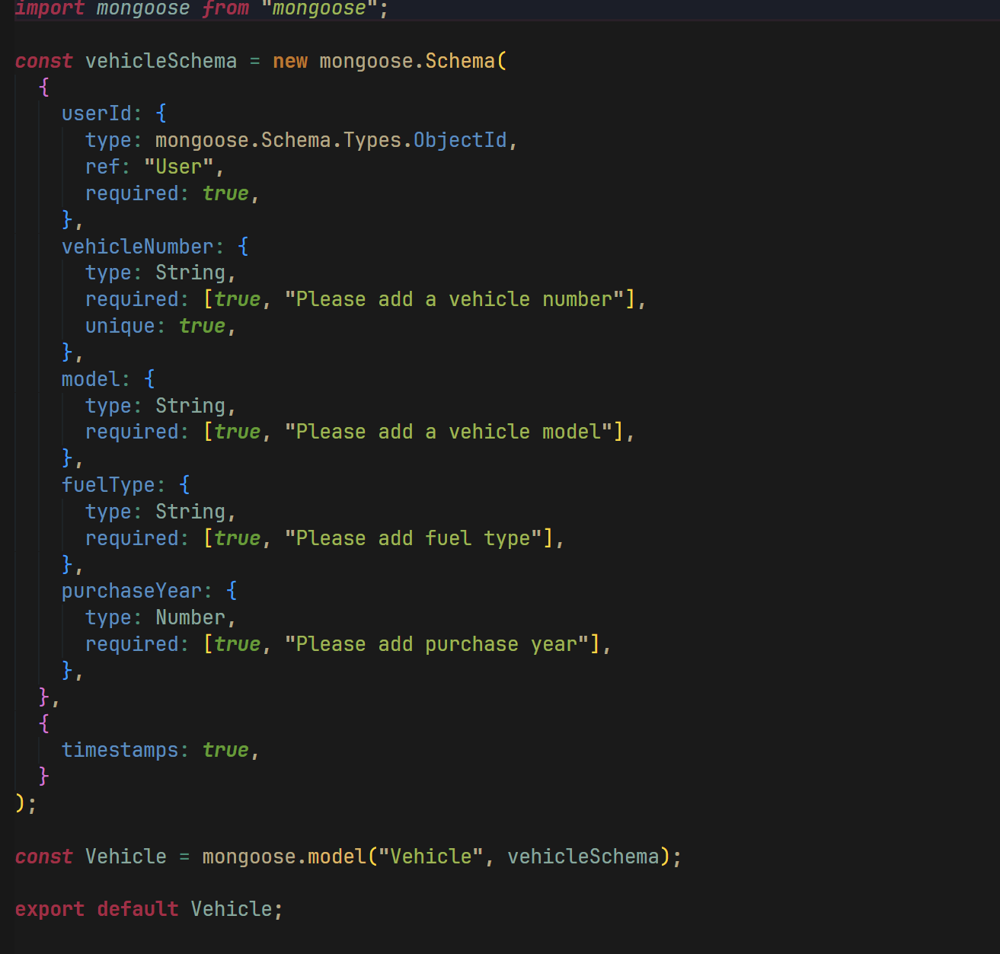 import mongoose from "mongoose";
const vehicleSchema = new mongoose.Schema(
{
userId: {
type: mongoose.Schema.Types.ObjectId,
ref: "User",
required: true,
},
vehicleNumber: {
type: String,
required: [true, "Please add a vehicle number"],
unique: true,
},
model: {
type: String,
required: [true, "Please add a vehicle model"],
},
fuelType: {
type: String,
required: [true, "Please add fuel type"],
},
purchaseYear: {
type: Number,
required: [true, "Please add purchase year"],
},
},
{
timestamps: true,
}
);
const Vehicle = mongoose.model("Vehicle", vehicleSchema);
export default Vehicle;